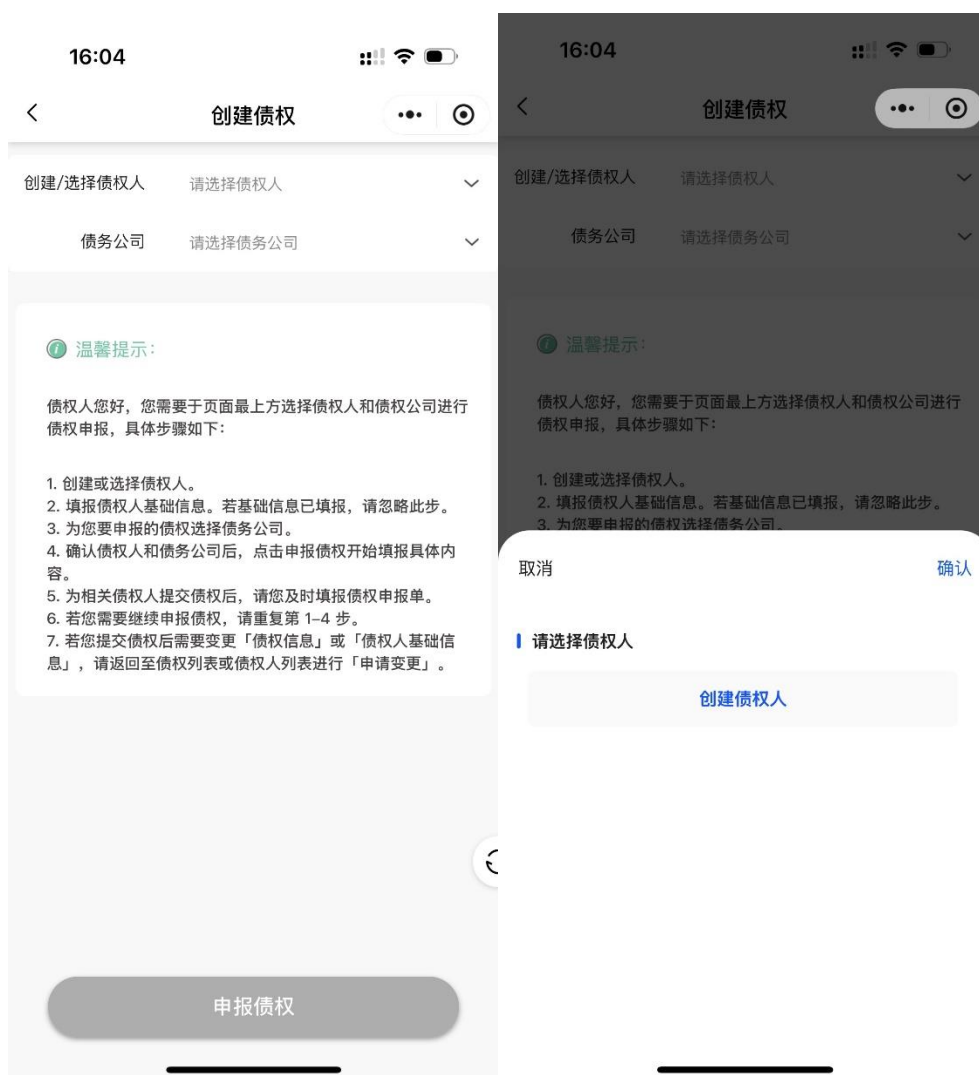 16:04
创建债权
创建/选择债权人 请选择债权人
债务公司 请选择债务公司
温馨提示：
债权人您好，您需要于页面最上方选择债权人和债权公司进行
债权申报，具体步骤如下：
1. 创建或选择债权人。
2. 填报债权人基础信息。若基础信息已填报，请忽略此步。
3. 为您要申报的债权选择债务公司。
4. 确认债权人和债务公司后，点击申报债权开始填报具体内
容。
5. 为相关债权人提交债权后，请您及时填报债权申报单。
6. 若您需要继续申报债权，请重复第 1-4 步。
7. 若您提交债权后需要变更「债权信息」或「债权人基础信
息」，请返回至债权列表或债权人列表进行「申请变更」。
申报债权
16:04
创建债权
创建/选择债权人 请选择债权人
债务公司 请选择债务公司
温馨提示：
债权人您好，您需要于页面最上方选择债权人和债权公司进行
债权申报，具体步骤如下：
1. 创建或选择债权人。
2. 填报债权人基础信息。若基础信息已填报，请忽略此步。
3. 为您要申报的债权选择债务公司。
取消 确认
请选择债权人
创建债权人